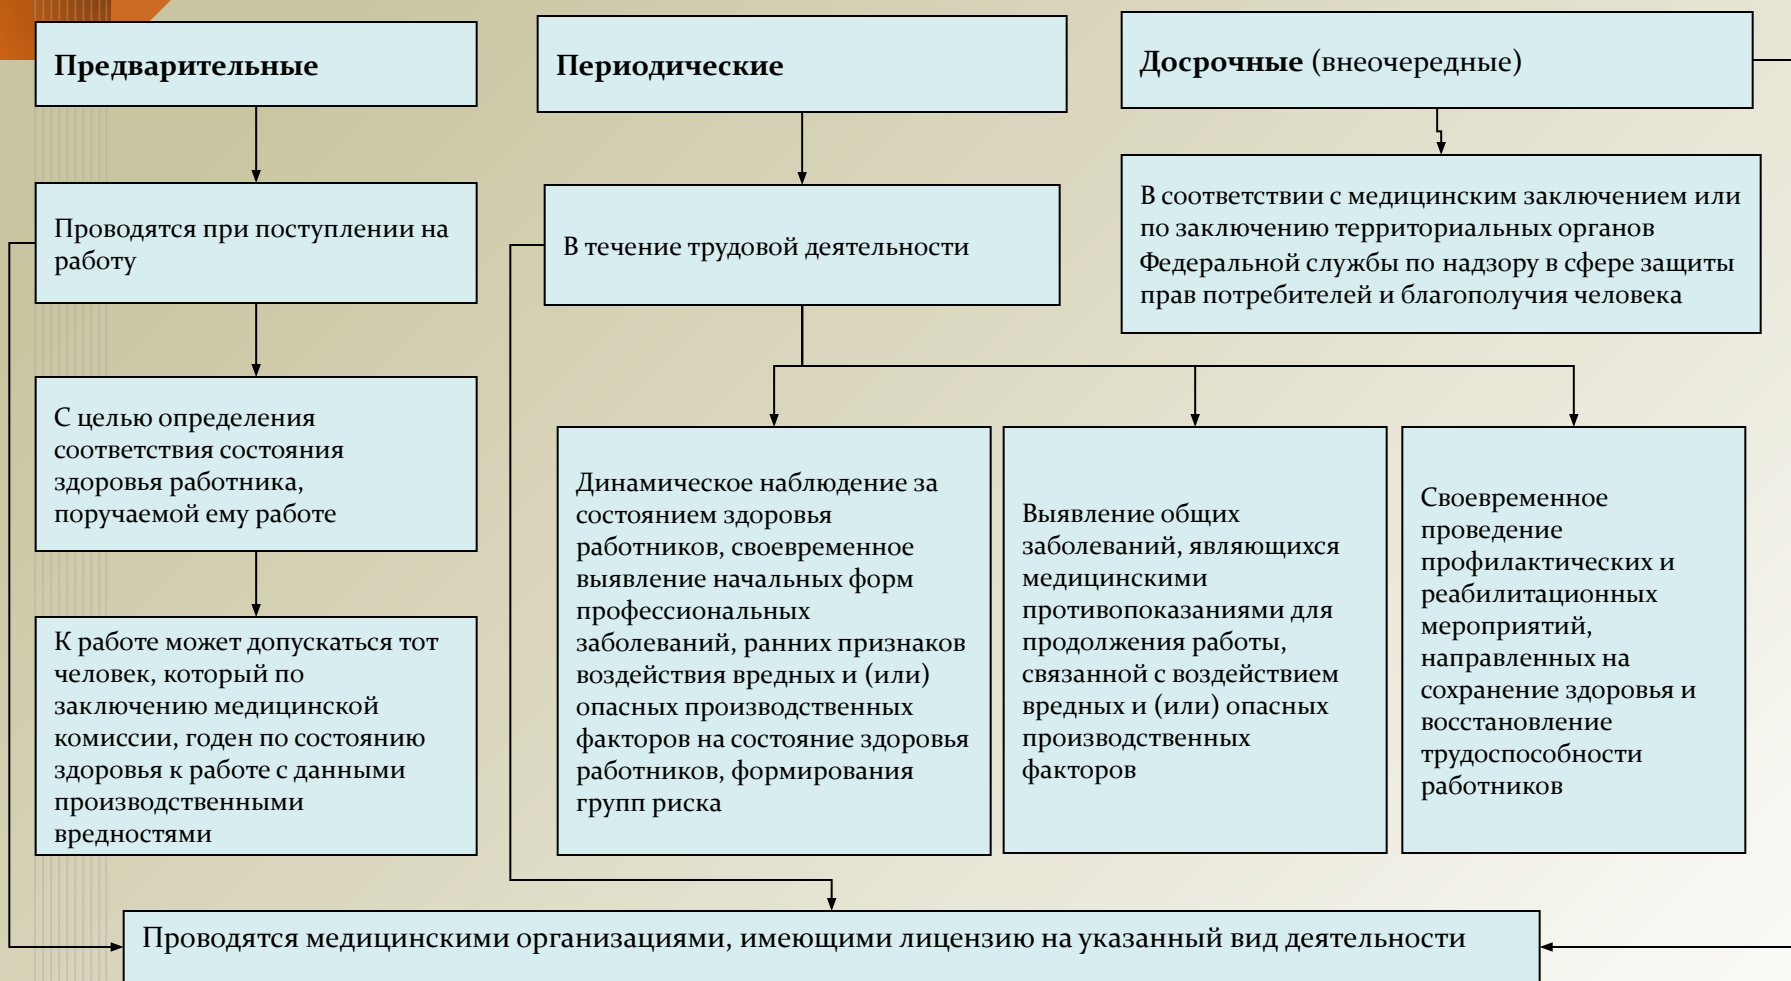 Предварительные
Периодические
Досрочные (внеочередные)
Проводятся при поступлении на
работу
В течение трудовой деятельности
В соответствии с медицинским заключением или
по заключению территориальных органов
Федеральной службы по надзору в сфере защиты
прав потребителей и благополучия человека
С целью определения
соответствия состояния
здоровья работника,
поручаемой ему работе
К работе может допускаться тот
человек, который по
заключению медицинской
комиссии, годен по состоянию
здоровья к работе с данными
производственными
вредностями
Динамическое наблюдение за
состоянием здоровья
работников, своевременное
выявление начальных форм
профессиональных
заболеваний, ранних признаков
воздействия вредных и (или)
опасных производственных
факторов на состояние здоровья
работников, формирования
групп риска
Выявление общих
заболеваний, являющихся
медицинскими
противопоказаниями для
продолжения работы,
связанной с воздействием
вредных и (или) опасных
производственных
факторов
Своевременное
проведение
профилактических и
реабилитационных
мероприятий,
направленных на
сохранение здоровья и
восстановление
трудоспособности
работников
Проводятся медицинскими организациями, имеющими лицензию на указанный вид деятельности